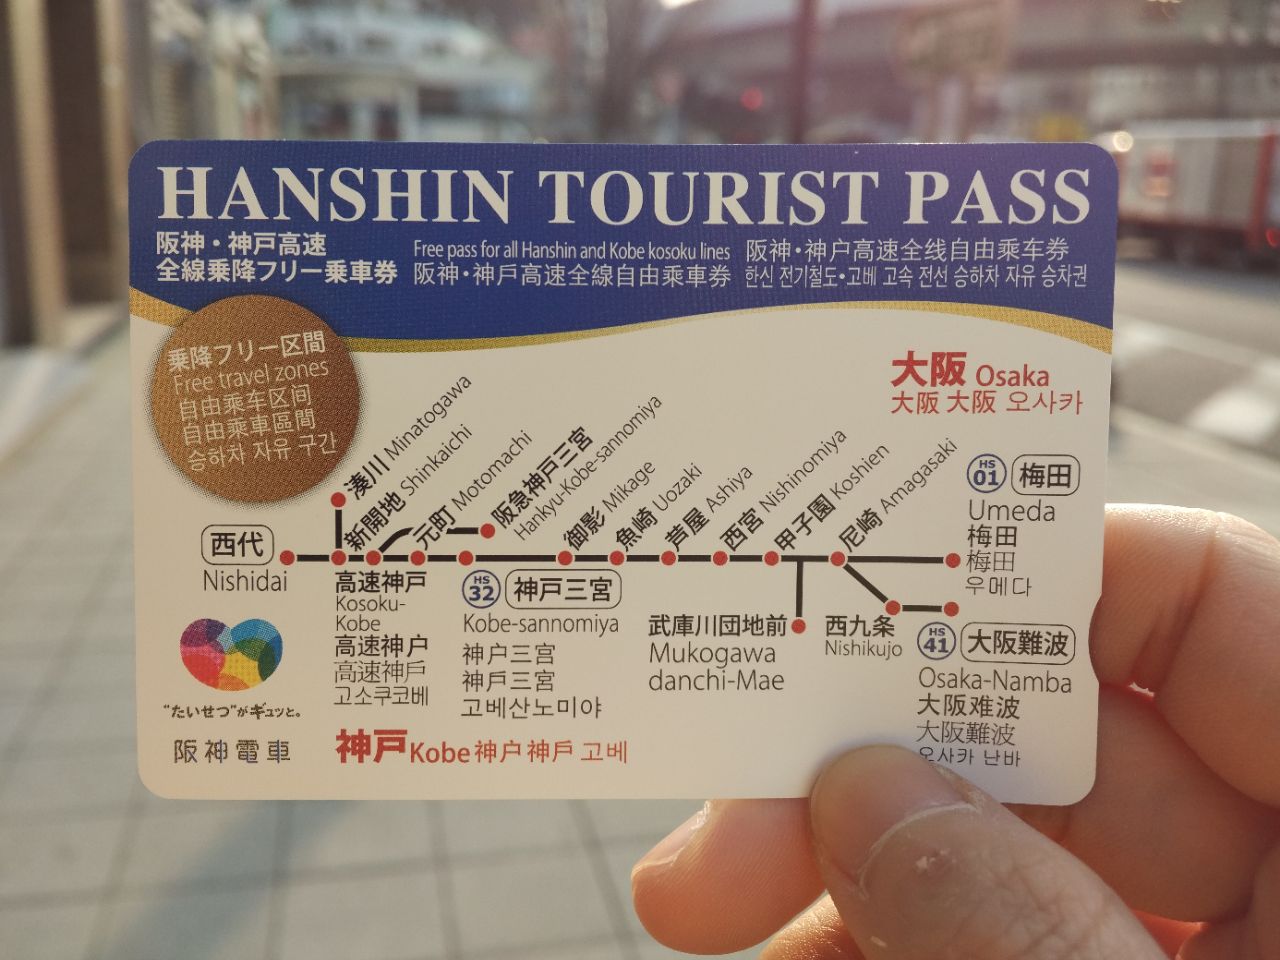 HANSHIN TOURIST PASS
阪神・神戸高速
全線乗降フリー乗車券
Free pass for all Hanshin and Kobe kosoku lines
阪神・神戶高速全線自由乘車券
阪神・神户高速全线自由乘车券
한신 전기철도•고베 고속 전선 승하차 자유 승차권
乗降フリー区間
Free travel zones
自由乘车区间
自由乘車區間
승하차 자유 구간
大阪 Osaka
大阪 大阪 오사카
湊川 Minatogawa
新開地 Shinkaichi
元町 Motomachi
阪急神戸三宮
Hankyu-Kobe-sannomiya
御影 Mikage
魚崎 Uozaki
芦屋 Ashiya
西宮 Nishinomiya
甲子園 Koshien
尼崎 Amagasaki
HS 01 梅田
Umeda
梅田
梅田
우메다
西代
Nishidai
高速神戸
Kosoku-
Kobe
高速神户
高速神戶
고소쿠코베
HS 32 神戸三宮
Kobe-sannomiya
神户三宫
神戶三宮
고베산노미야
武庫川団地前
Mukogawa
danchi-Mae
西九条
Nishikujo
HS 41 大阪難波
Osaka-Namba
大阪难波
大阪難波
오사카 난바
"たいせつ"がギュッと。
阪神電車
神戸 Kobe 神户 神戶 고베